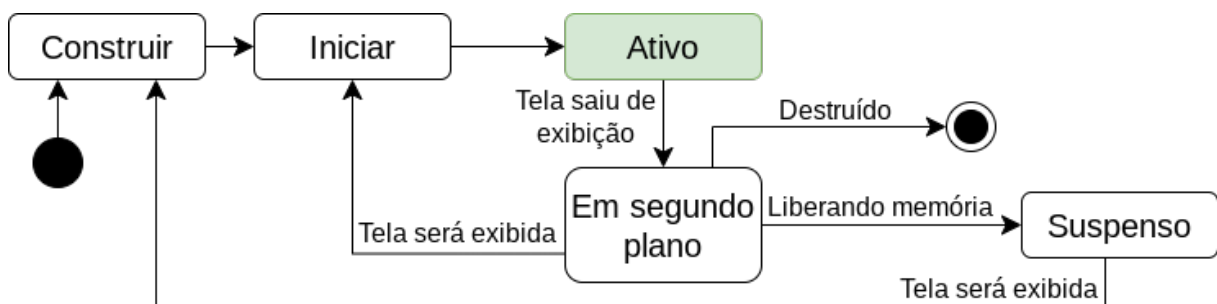 Construir
Iniciar
Ativo
Tela saiu de
exibição
Destruído
Em segundo
plano
Liberando memória
Suspenso
Tela será exibida
Tela será exibida